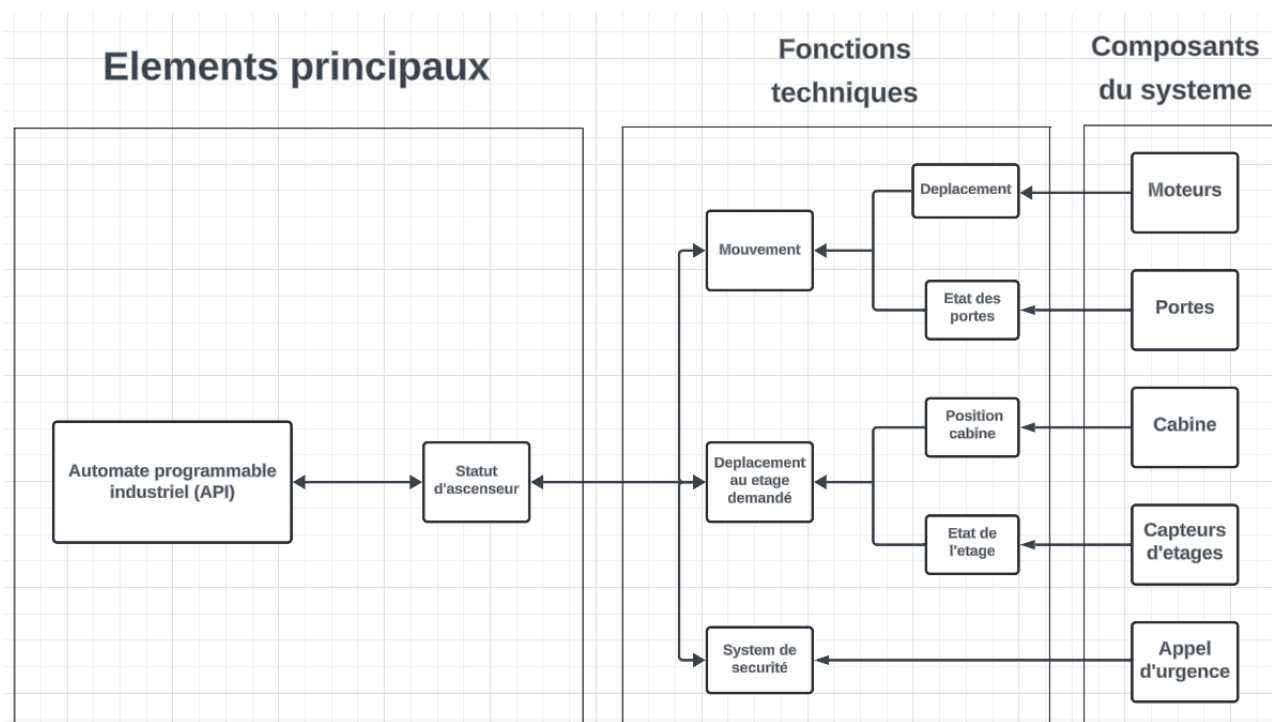 Elements principaux
Fonctions
techniques
Composants
du systeme
Deplacement
Moteurs
Mouvement
Etat des
portes
Portes
Position
cabine
Cabine
Automate programmable
industriel (API)
Statut
d'ascenseur
Deplacement
au etage
demandé
Etat de
l'etage
Capteurs
d'etages
System de
securité
Appel
d'urgence